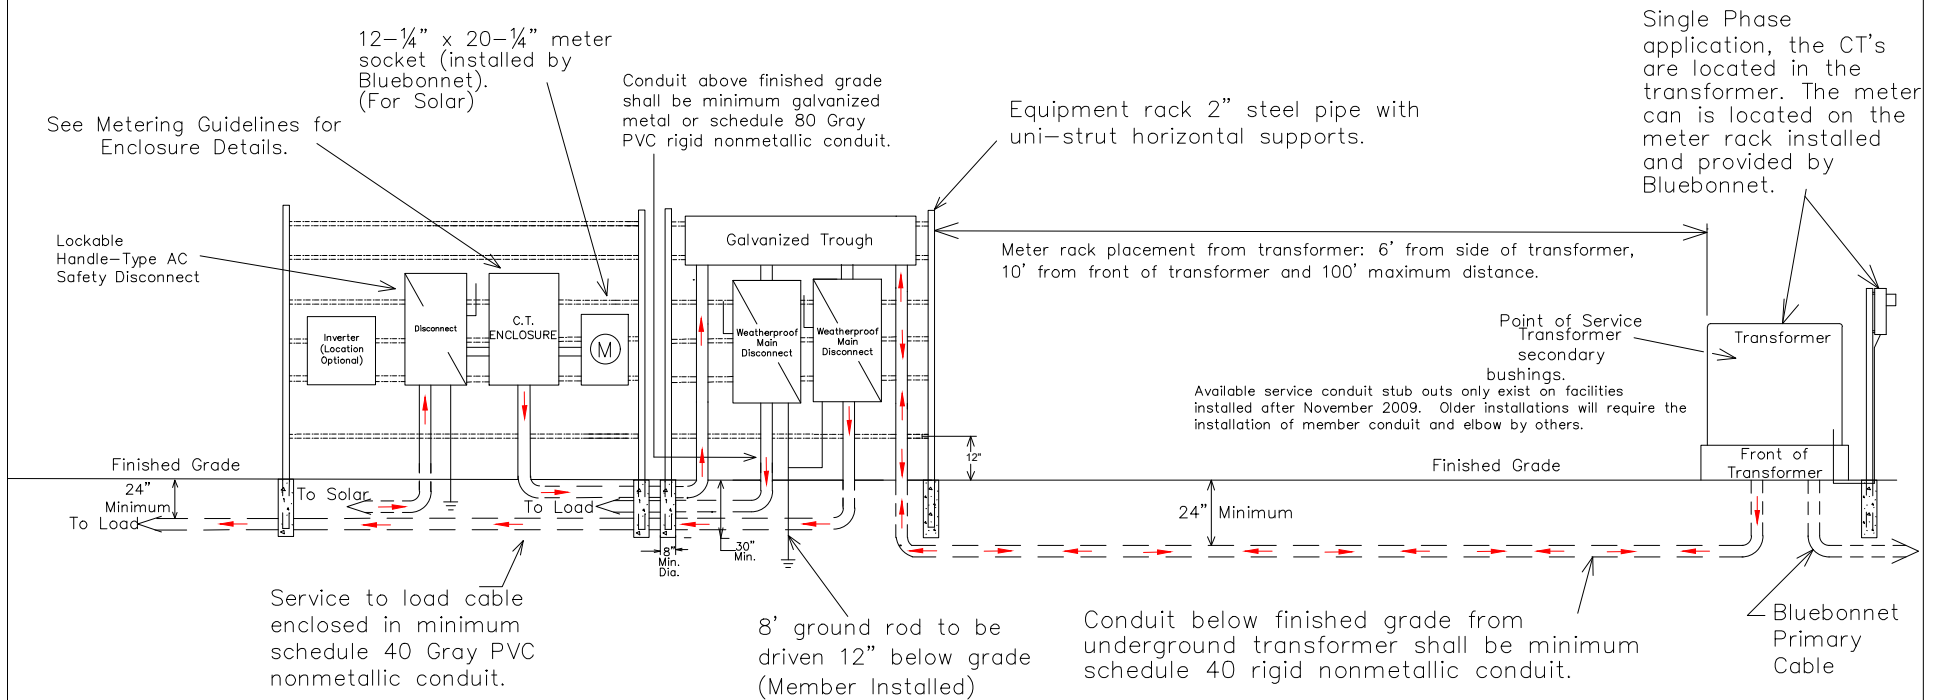 12-¼" x 20-¼" meter
socket (installed by
Bluebonnet).
(For Solar)
See Metering Guidelines for
Enclosure Details.
Conduit above finished grade
shall be minimum galvanized
metal or schedule 80 Gray
PVC rigid nonmetallic conduit.
Equipment rack 2" steel pipe with
uni-strut horizontal supports.
Single Phase
application, the CT's
are located in the
transformer. The meter
can is located on the
meter rack installed
and provided by
Bluebonnet.
Lockable
Handle-Type AC
Safety Disconnect
Galvanized Trough
Meter rack placement from transformer: 6' from side of transformer,
10' from front of transformer and 100' maximum distance.
Inverter
(Location
Optional)
Disconnect
C.T.
ENCLOSURE
M
Weatherproof
Main
Disconnect
Weatherproof
Main
Disconnect
Point of Service
Transformer
secondary
bushings.
Transformer
Available service conduit stub outs only exist on facilities
installed after November 2009. Older installations will require the
installation of member conduit and elbow by others.
Front of
Transformer
Finished Grade
12"
Finished Grade
24"
Minimum
To Load
To Solar
To Load
8"
Min.
Dia.
30"
Min.
24" Minimum
Service to load cable
enclosed in minimum
schedule 40 Gray PVC
nonmetallic conduit.
8' ground rod to be
driven 12" below grade
(Member Installed)
Conduit below finished grade from
underground transformer shall be minimum
schedule 40 rigid nonmetallic conduit.
Bluebonnet
Primary
Cable